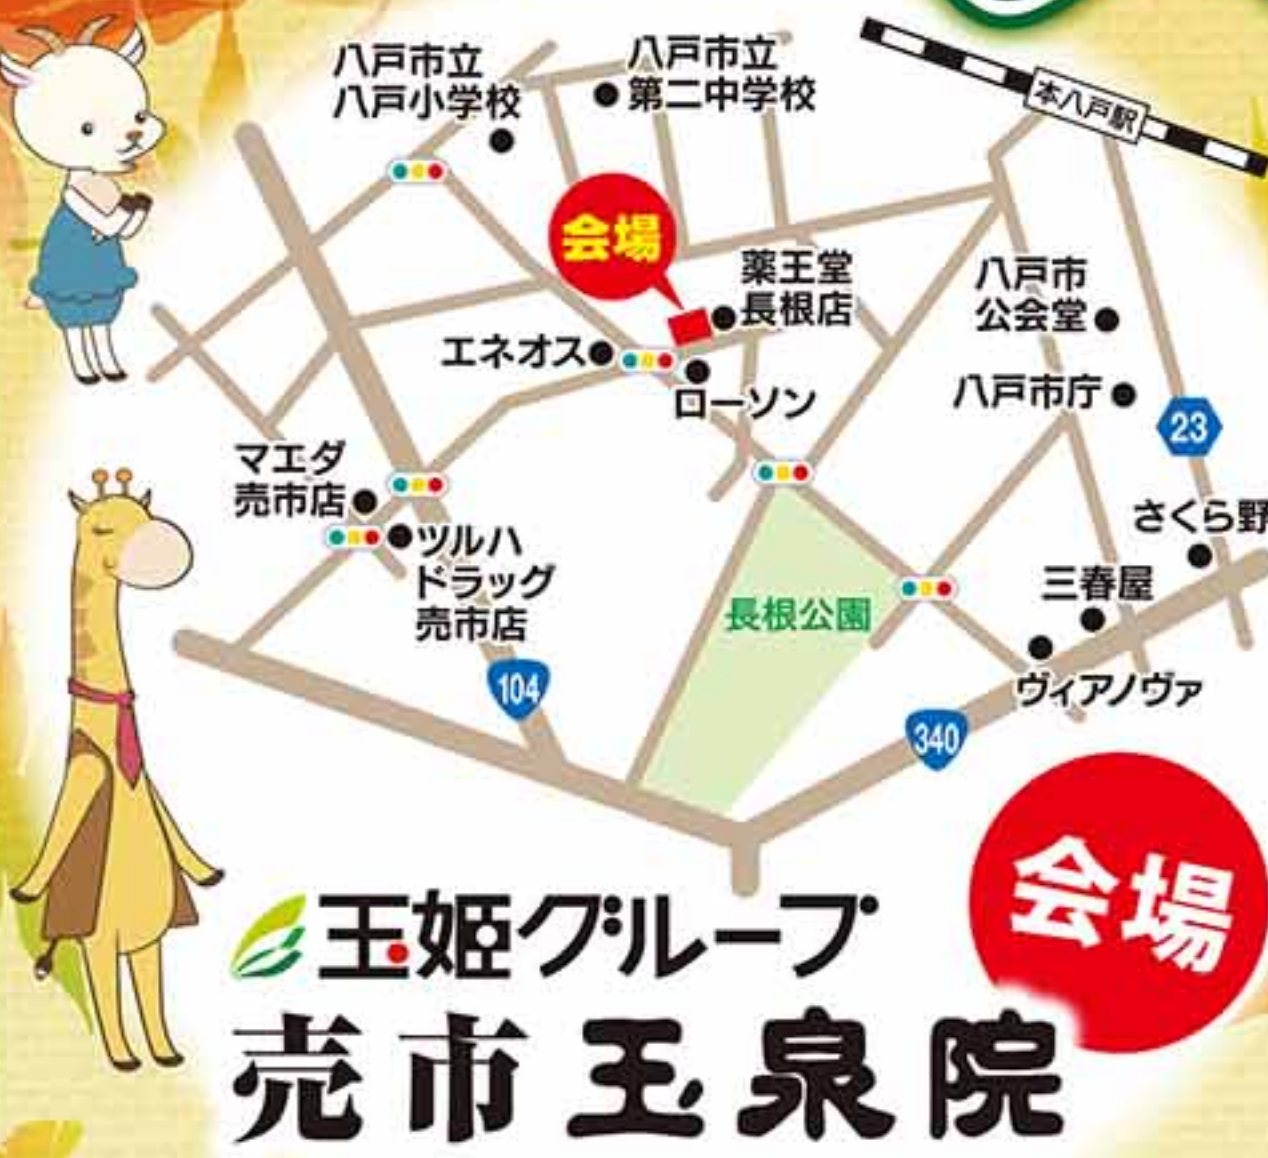 八戸市立
八戸小学校
八戸市立
第二中学校
本八戸駅
会場
薬王堂
長根店
八戸市
公会堂
エネオス
ローソン
八戸市庁
23
マエダ
売市店
ツルハ
ドラッグ
売市店
さくら野
三春屋
長根公園
ヴィアノヴァ
104
340
会場
玉姫グループ
売市玉泉院